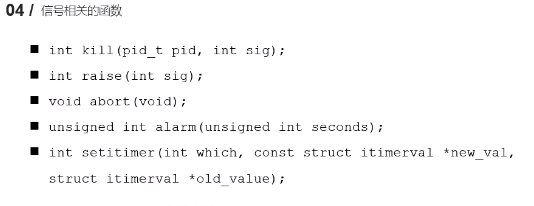 04 / 信号相关的函数
■ int kill(pid_t pid, int sig);
■ int raise(int sig);
■ void abort(void);
■ unsigned int alarm(unsigned int seconds);
■ int setitimer(int which, const struct itimerval *new_val,
struct itimerval *old_value);